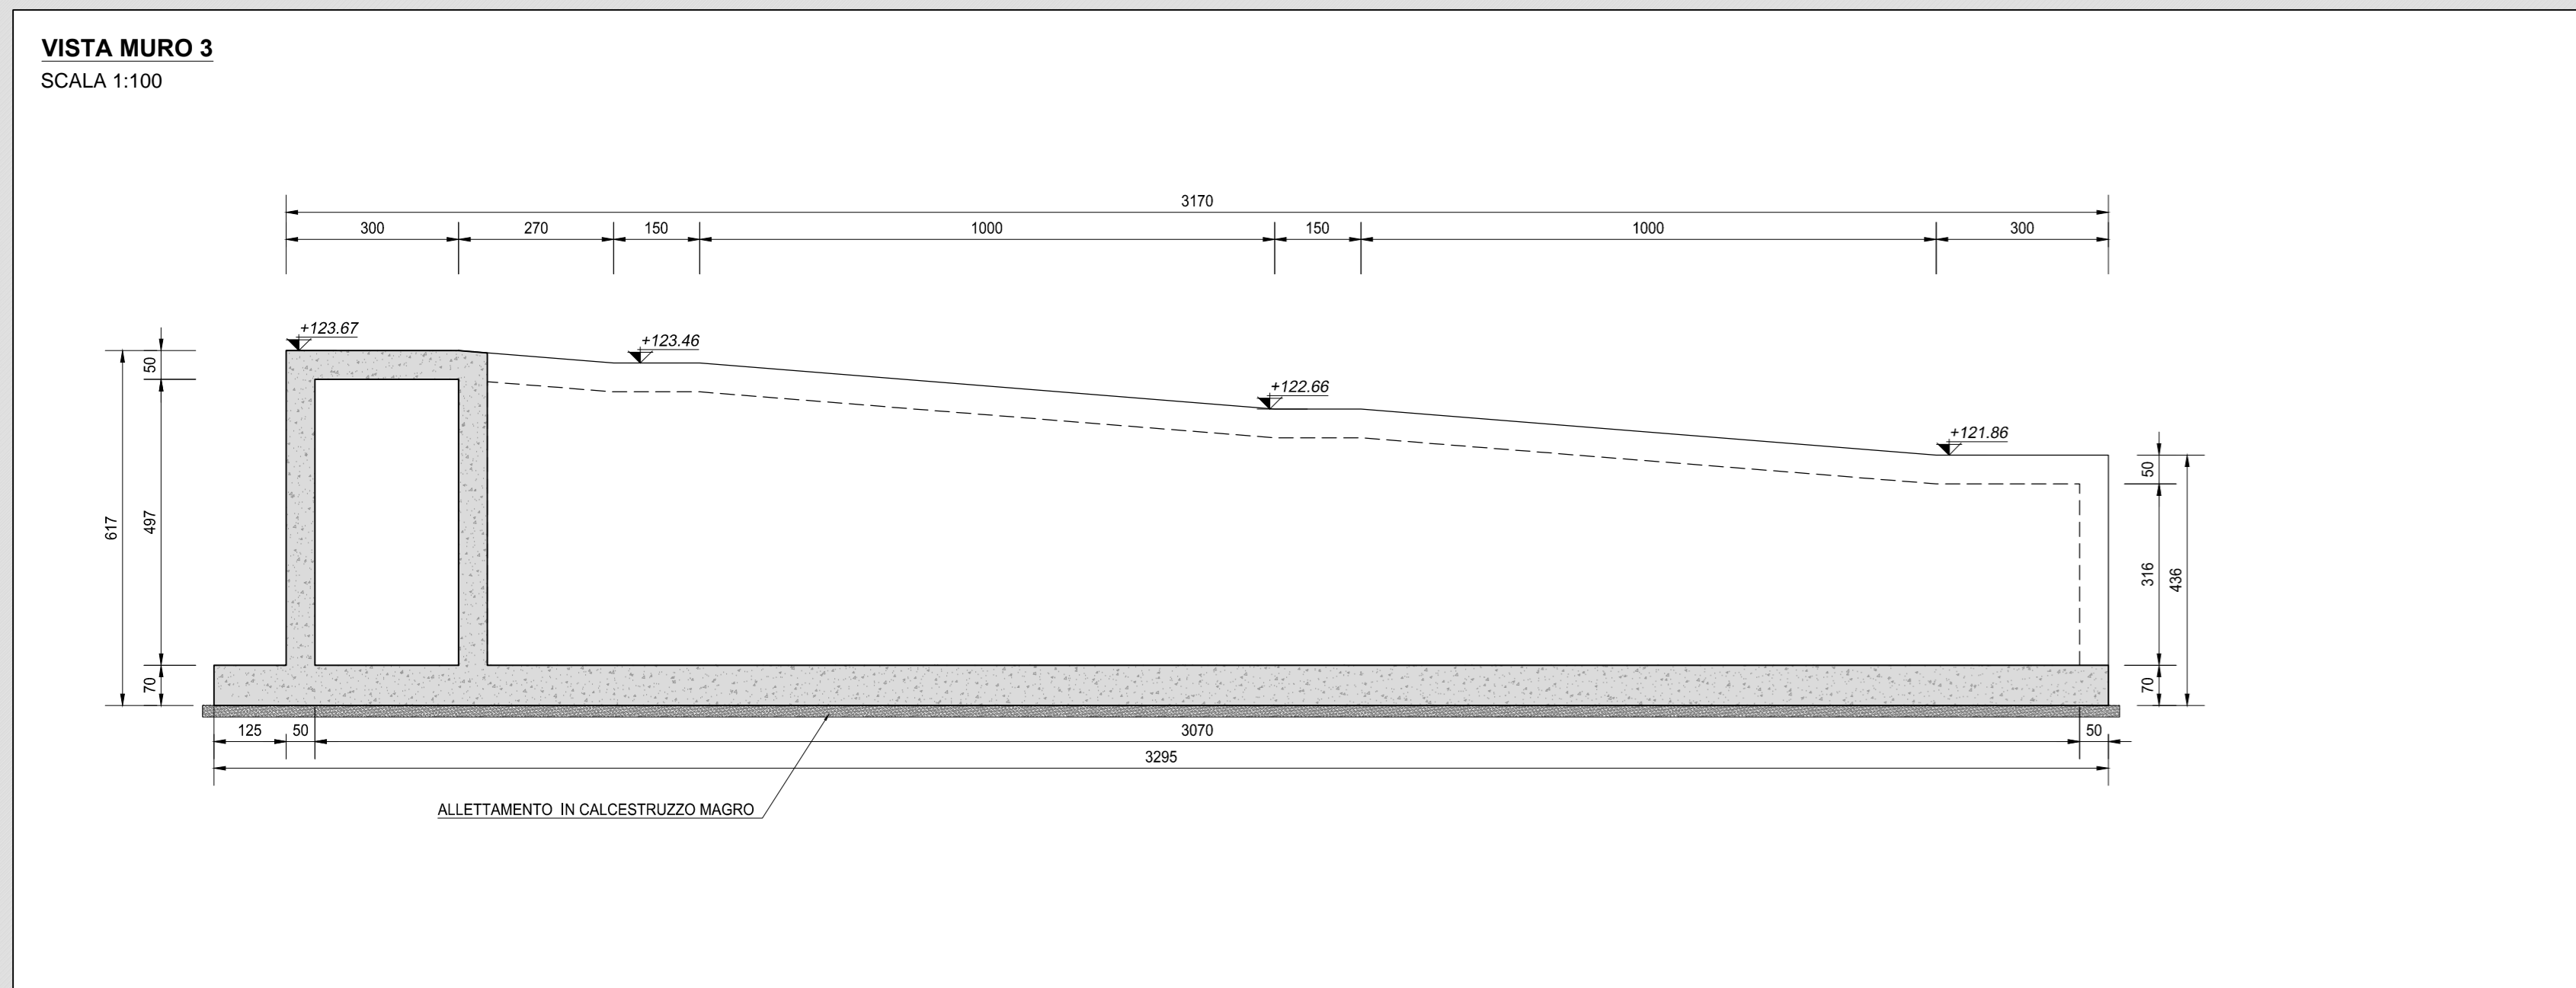 VISTA MURO 3
SCALA 1:100
3170
300 270 150 1000 150 1000 300
+123.67
+123.46
+122.66
+121.86
50
497
617
70
50
316
436
70
125 50 3070 50
3295
ALLETTAMENTO IN CALCESTRUZZO MAGRO